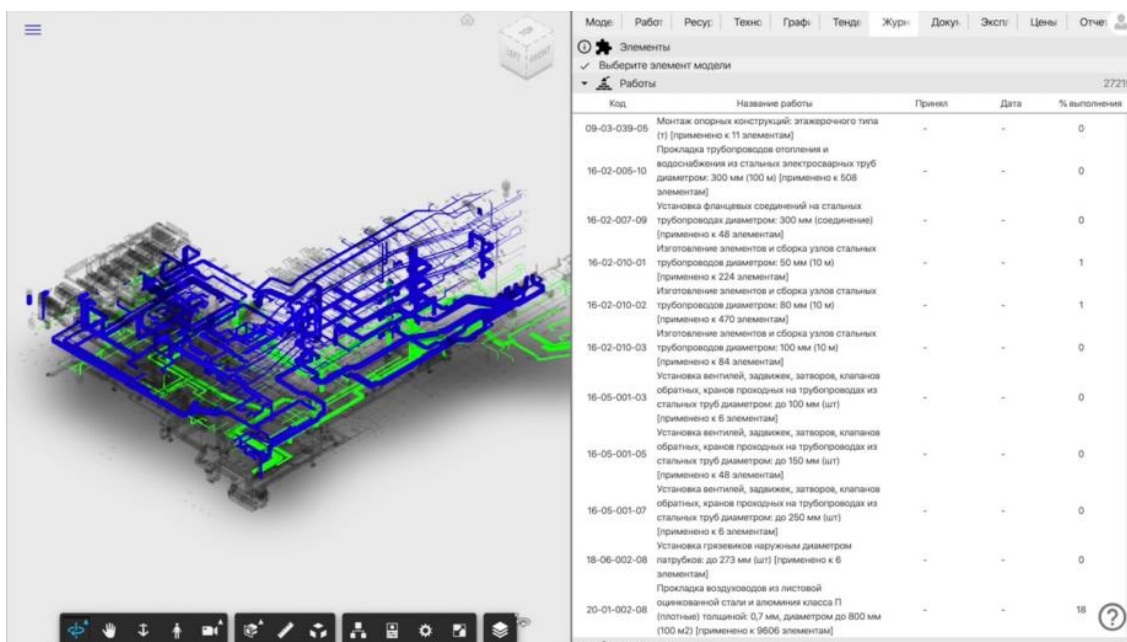 TOP
LEFT
FRONT
Моде
Работ
Ресур
Техно
Графи
Тенде
Журн
Докум
Экспл
Цены
Отчет
Элементы
Выберите элемент модели
Работы
2721
Код
Название работы
Принял
Дата
% выполнения
09-03-039-05
Монтаж опорных конструкций: этажерочного типа
(т) [применено к 11 элементам]
-
-
0
16-02-005-10
Прокладка трубопроводов отопления и
водоснабжения из стальных электросварных труб
диаметром: 300 мм (100 м) [применено к 508
элементам]
-
-
0
16-02-007-09
Установка фланцевых соединений на стальных
трубопроводах диаметром: 300 мм (соединение)
[применено к 48 элементам]
-
-
0
16-02-010-01
Изготовление элементов и сборка узлов стальных
трубопроводов диаметром: 50 мм (10 м)
[применено к 224 элементам]
-
-
1
16-02-010-02
Изготовление элементов и сборка узлов стальных
трубопроводов диаметром: 80 мм (10 м)
[применено к 470 элементам]
-
-
1
16-02-010-03
Изготовление элементов и сборка узлов стальных
трубопроводов диаметром: 100 мм (10 м)
[применено к 84 элементам]
-
-
0
16-05-001-03
Установка вентилей, задвижек, затворов, клапанов
обратных, кранов проходных на трубопроводах из
стальных труб диаметром: до 100 мм (шт)
[применено к 6 элементам]
-
-
0
16-05-001-05
Установка вентилей, задвижек, затворов, клапанов
обратных, кранов проходных на трубопроводах из
стальных труб диаметром: до 150 мм (шт)
[применено к 48 элементам]
-
-
0
16-05-001-07
Установка вентилей, задвижек, затворов, клапанов
обратных, кранов проходных на трубопроводах из
стальных труб диаметром: до 250 мм (шт)
[применено к 6 элементам]
-
-
0
18-06-002-08
Установка грязевиков наружным диаметром
патрубков: до 273 мм (шт) [применено к 6
элементам]
-
-
0
20-01-002-08
Прокладка воздуховодов из листовой
оцинкованной стали и алюминия класса П
(плотные) толщиной: 0,7 мм, диаметром до 800 мм
(100 м2) [применено к 9606 элементам]
-
-
18